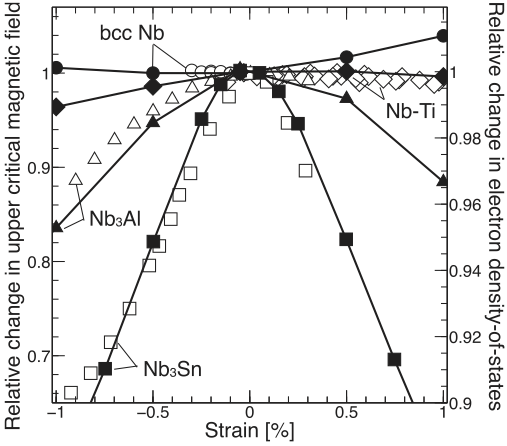 Relative change in upper critical magnetic field
1
0.9
0.8
0.7
bcc Nb
Nb-Ti
Nb₃Al
Nb₃Sn
1
0.98
0.96
0.94
0.92
0.9
Relative change in electron density-of-states
-1
-0.5
0
0.5
1
Strain [%]